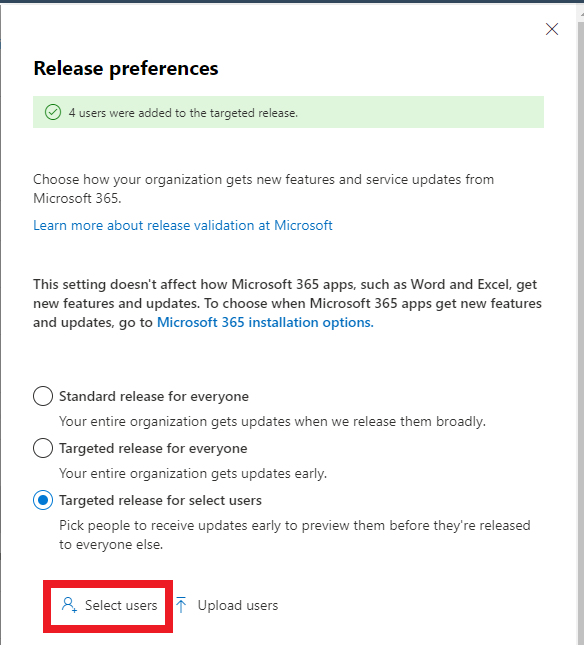 Release preferences
4 users were added to the targeted release.
Choose how your organization gets new features and service updates from
Microsoft 365.
Learn more about release validation at Microsoft
This setting doesn't affect how Microsoft 365 apps, such as Word and Excel, get
new features and updates. To choose when Microsoft 365 apps get new features
and updates, go to Microsoft 365 installation options.
Standard release for everyone
Your entire organization gets updates when we release them broadly.
Targeted release for everyone
Your entire organization gets updates early.
Targeted release for select users
Pick people to receive updates early to preview them before they're released
to everyone else.
Select users Upload users